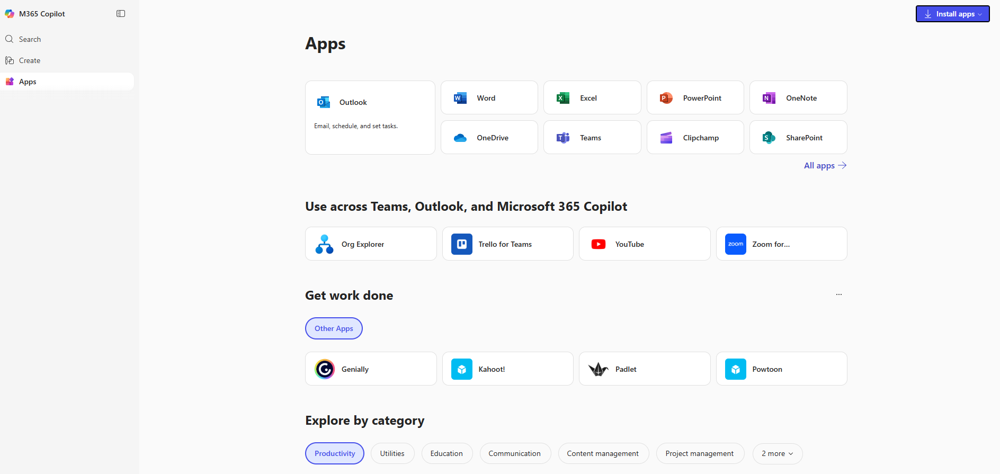 M365 Copilot
Search
Create
Apps
Install apps
Apps
Outlook
Email, schedule, and set tasks.
Word
Excel
PowerPoint
OneNote
OneDrive
Teams
Clipchamp
SharePoint
All apps
Use across Teams, Outlook, and Microsoft 365 Copilot
Org Explorer
Trello for Teams
YouTube
zoom
Zoom for...
Get work done
...
Other Apps
Genially
Kahoot!
Padlet
Powtoon
Explore by category
Productivity
Utilities
Education
Communication
Content management
Project management
2 more